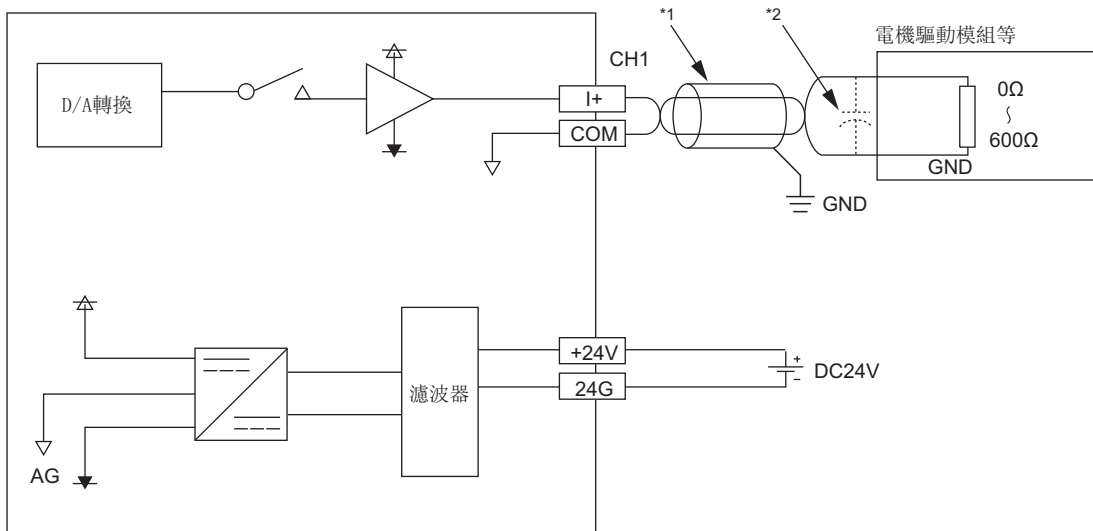 *1
*2
電機驅動模組等
CH1
D/A轉換
I+
COM
0Ω
～
600Ω
GND
GND
+24V
24G
濾波器
+
−
DC24V
AG